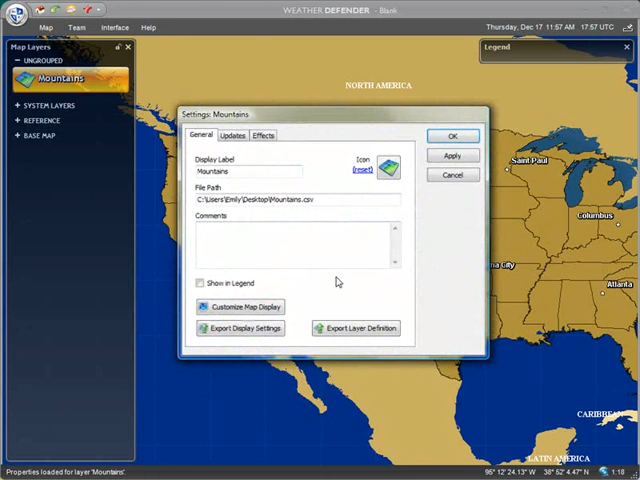 WEATHER DEFENDER - Blank
Map Team Interface Help
Thursday, Dec 17 11:57 AM 17:57 UTC
Map Layers
Legend
UNGROUPED
Mountains
SYSTEM LAYERS
REFERENCE
BASE MAP
NORTH AMERICA
Saint Paul
Columbus
Atlanta
CARIBBEAN
LATIN AMERICA
Settings: Mountains
General Updates Effects
OK
Apply
Cancel
Display Label
Mountains
Icon
(reset)
File Path
C:\Users\Emily\Desktop\Mountains.csv
Comments
Show in Legend
Customize Map Display
Export Display Settings
Export Layer Definition
Properties loaded for layer 'Mountains'.
95° 12' 24.13" W 38° 52' 4.47" N 1:18